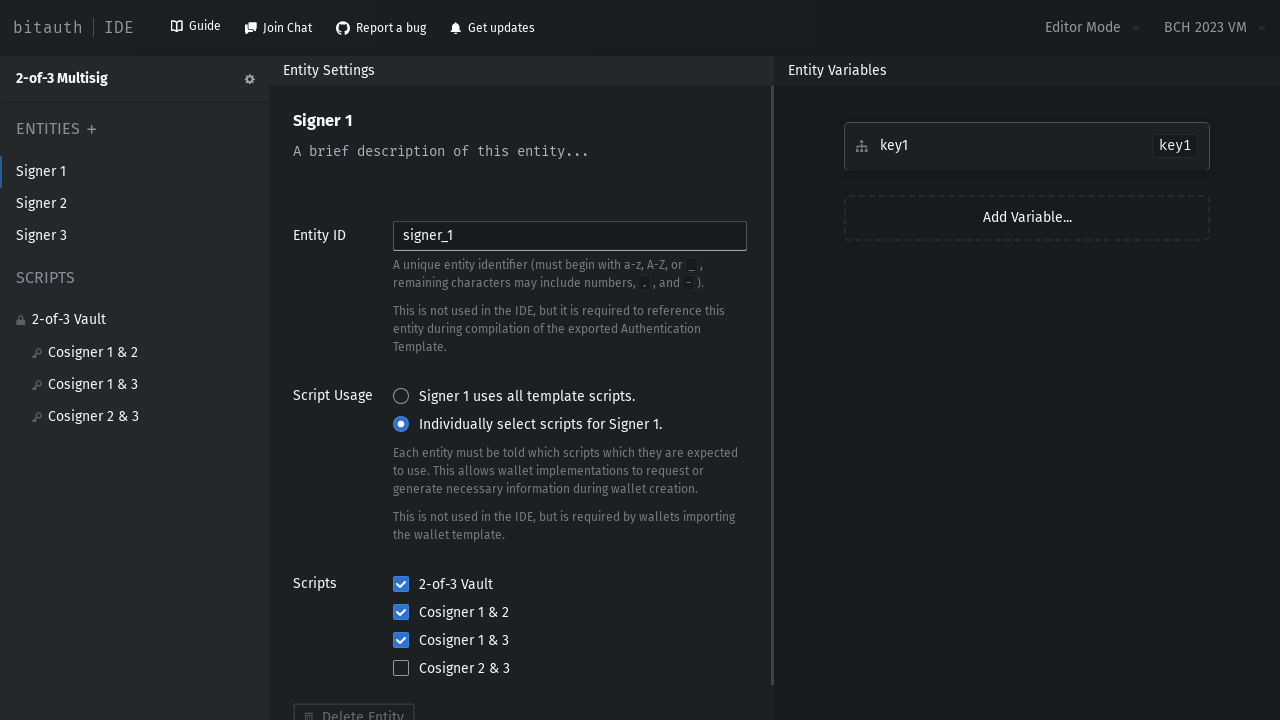 bitauth IDE
Guide
Join Chat
Report a bug
Get updates
Editor Mode
BCH 2023 VM
2-of-3 Multisig
ENTITIES
Signer 1
Signer 2
Signer 3
SCRIPTS
2-of-3 Vault
Cosigner 1 & 2
Cosigner 1 & 3
Cosigner 2 & 3
Entity Settings
Signer 1
A brief description of this entity...
Entity ID
signer_1
A unique entity identifier (must begin with a-z, A-Z, or _ ,
remaining characters may include numbers, . , and - ).
This is not used in the IDE, but it is required to reference this
entity during compilation of the exported Authentication
Template.
Script Usage
Signer 1 uses all template scripts.
Individually select scripts for Signer 1.
Each entity must be told which scripts which they are expected
to use. This allows wallet implementations to request or
generate necessary information during wallet creation.
This is not used in the IDE, but is required by wallets importing
the wallet template.
Scripts
2-of-3 Vault
Cosigner 1 & 2
Cosigner 1 & 3
Cosigner 2 & 3
Delete Entity
Entity Variables
key1
key1
Add Variable...